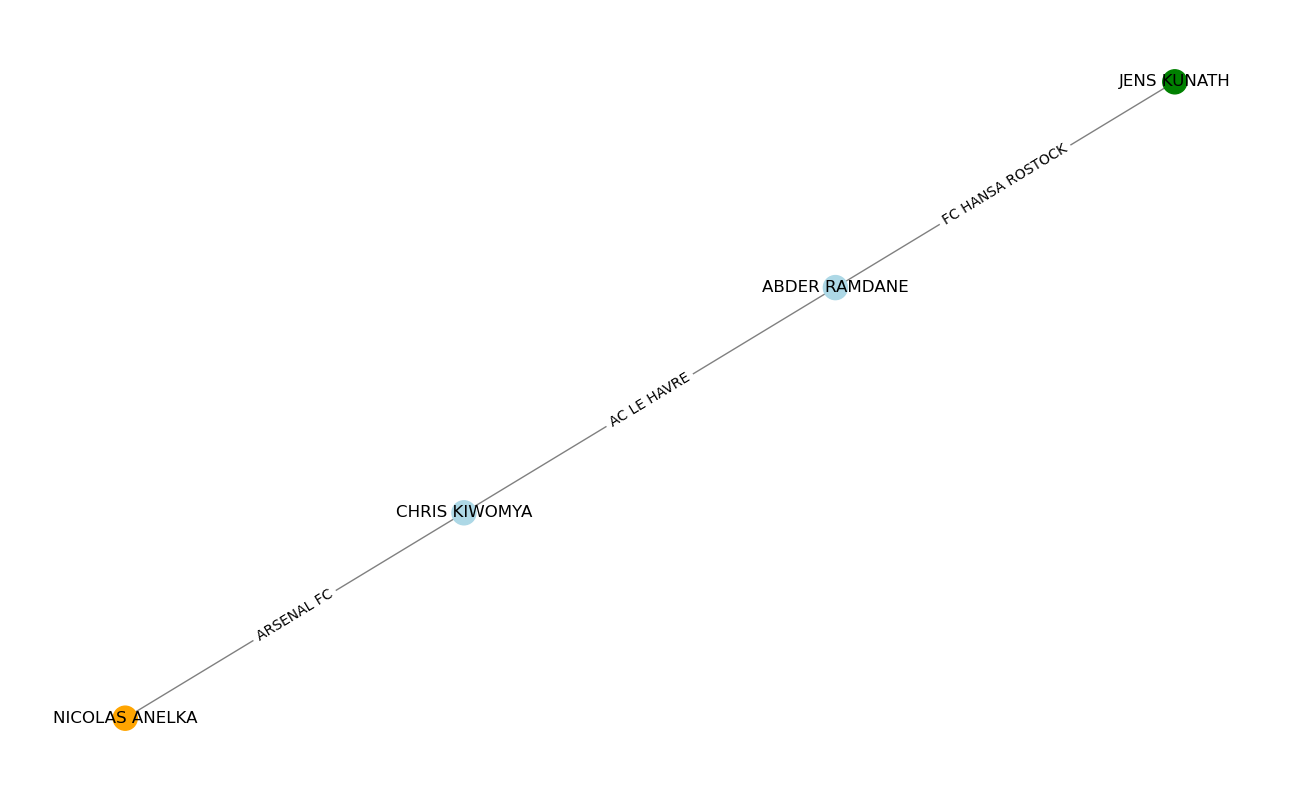 JENS KUNATH
FC HANSA ROSTOCK
ABDER RAMDANE
AC LE HAVRE
CHRIS KIWOMYA
ARSENAL FC
NICOLAS ANELKA